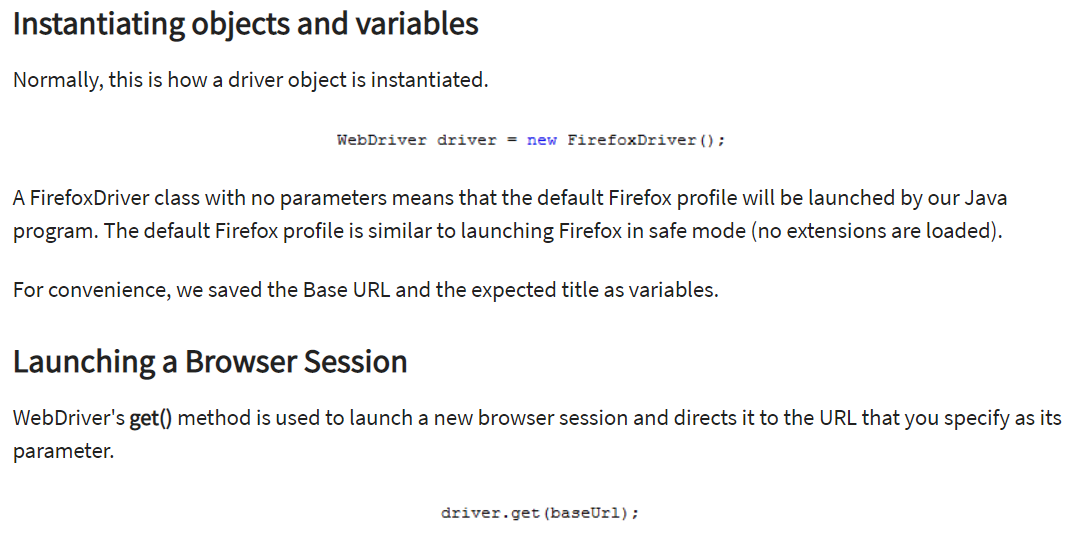 Instantiating objects and variables
Normally, this is how a driver object is instantiated.
WebDriver driver = new FirefoxDriver();
A FirefoxDriver class with no parameters means that the default Firefox profile will be launched by our Java
program. The default Firefox profile is similar to launching Firefox in safe mode (no extensions are loaded).
For convenience, we saved the Base URL and the expected title as variables.
Launching a Browser Session
WebDriver's get() method is used to launch a new browser session and directs it to the URL that you specify as its
parameter.
driver.get(baseUrl);